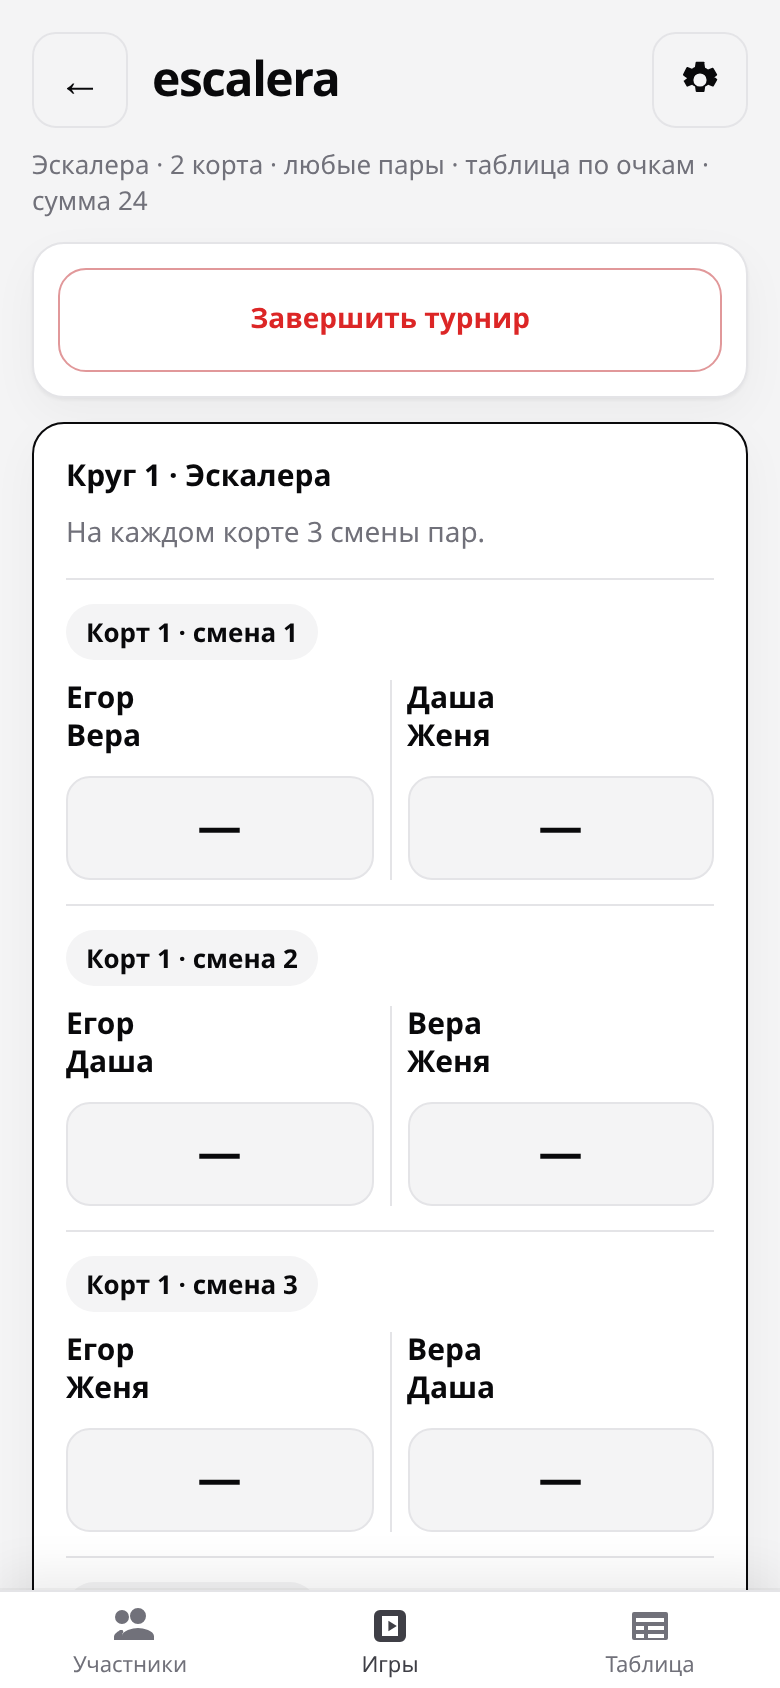 ←
escalera
Эскалера · 2 корта · любые пары · таблица по очкам ·
сумма 24
Завершить турнир
Круг 1 · Эскалера
На каждом корте 3 смены пар.
Корт 1 · смена 1
Егор
Вера
Даша
Женя
—
—
Корт 1 · смена 2
Егор
Даша
Вера
Женя
—
—
Корт 1 · смена 3
Егор
Женя
Вера
Даша
—
—
Участники
Игры
Таблица